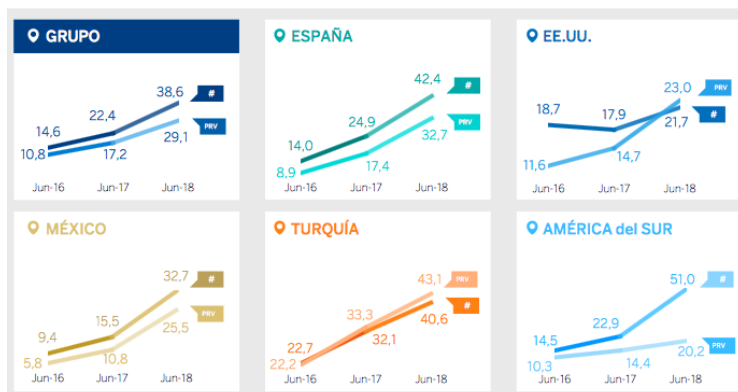 GRUPO
38,6
#
22,4
14,6
29,1
PRV
10,8
17,2
Jun-16 Jun-17 Jun-18
ESPAÑA
42,4
#
24,9
14,0
32,7
PRV
8,9
17,4
Jun-16 Jun-17 Jun-18
EE.UU.
23,0
PRV
18,7
17,9
#
21,7
11,6
14,7
Jun-16 Jun-17 Jun-18
MÉXICO
32,7
#
15,5
9,4
25,5
PRV
5,8
10,8
Jun-16 Jun-17 Jun-18
TURQUÍA
43,1
PRV
33,3
#
40,6
22,7
32,1
22,2
Jun-16 Jun-17 Jun-18
AMÉRICA del SUR
51,0
#
22,9
14,5
20,2
PRV
10,3
14,4
Jun-16 Jun-17 Jun-18